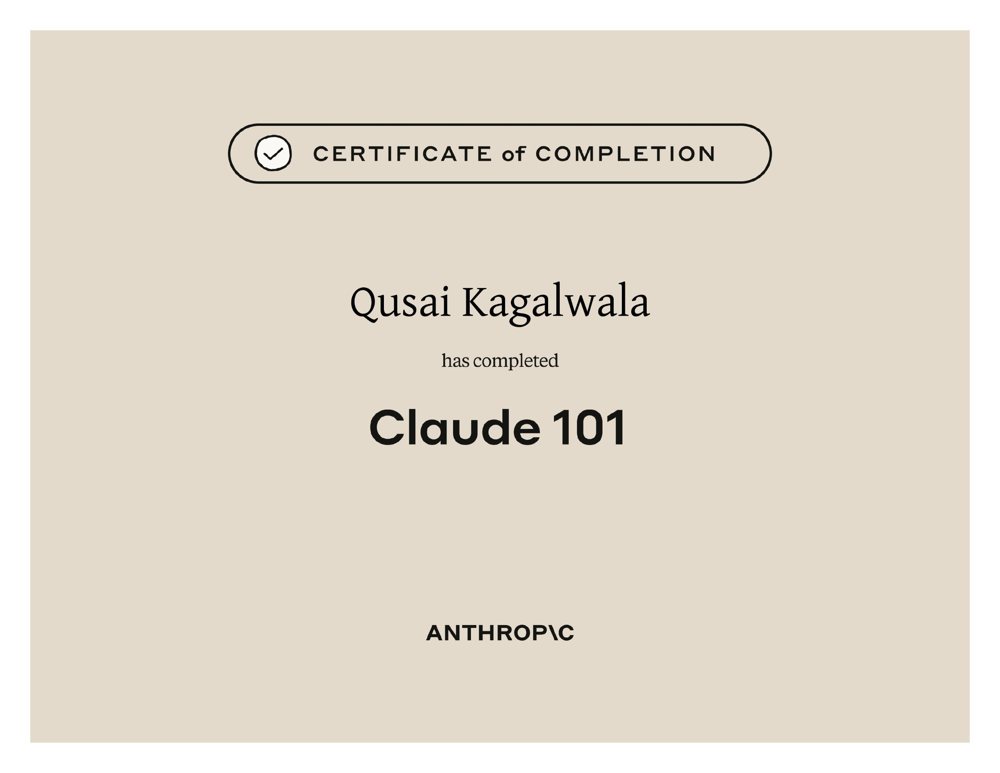 CERTIFICATE of COMPLETION
Qusai Kagalwala
has completed
Claude 101
ANTHROP\C